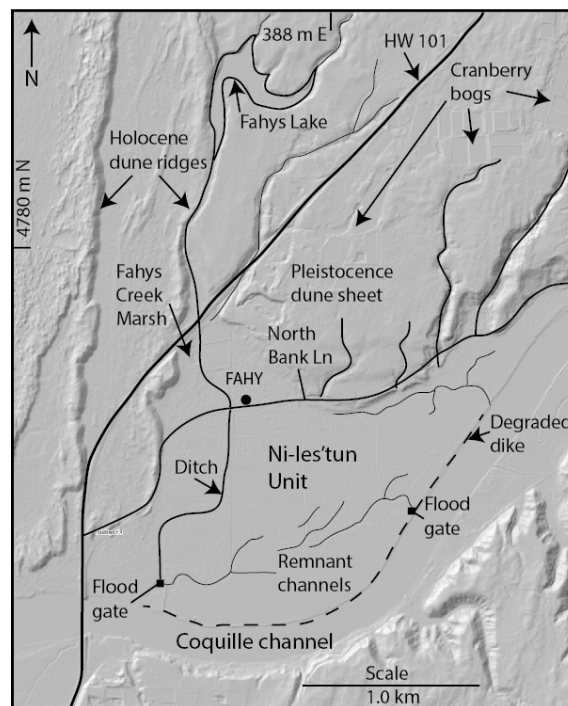 388 m E
HW 101
N
Cranberry
bogs
Fahys Lake
Holocene
dune ridges
4780 m N
Fahys
Creek
Marsh
Pleistocence
dune sheet
North
Bank Ln
FAHY
Degraded
dike
Ni-les'tun
Unit
Ditch
Flood
gate
Remnant
channels
Flood
gate
Coquille channel
Scale
1.0 km